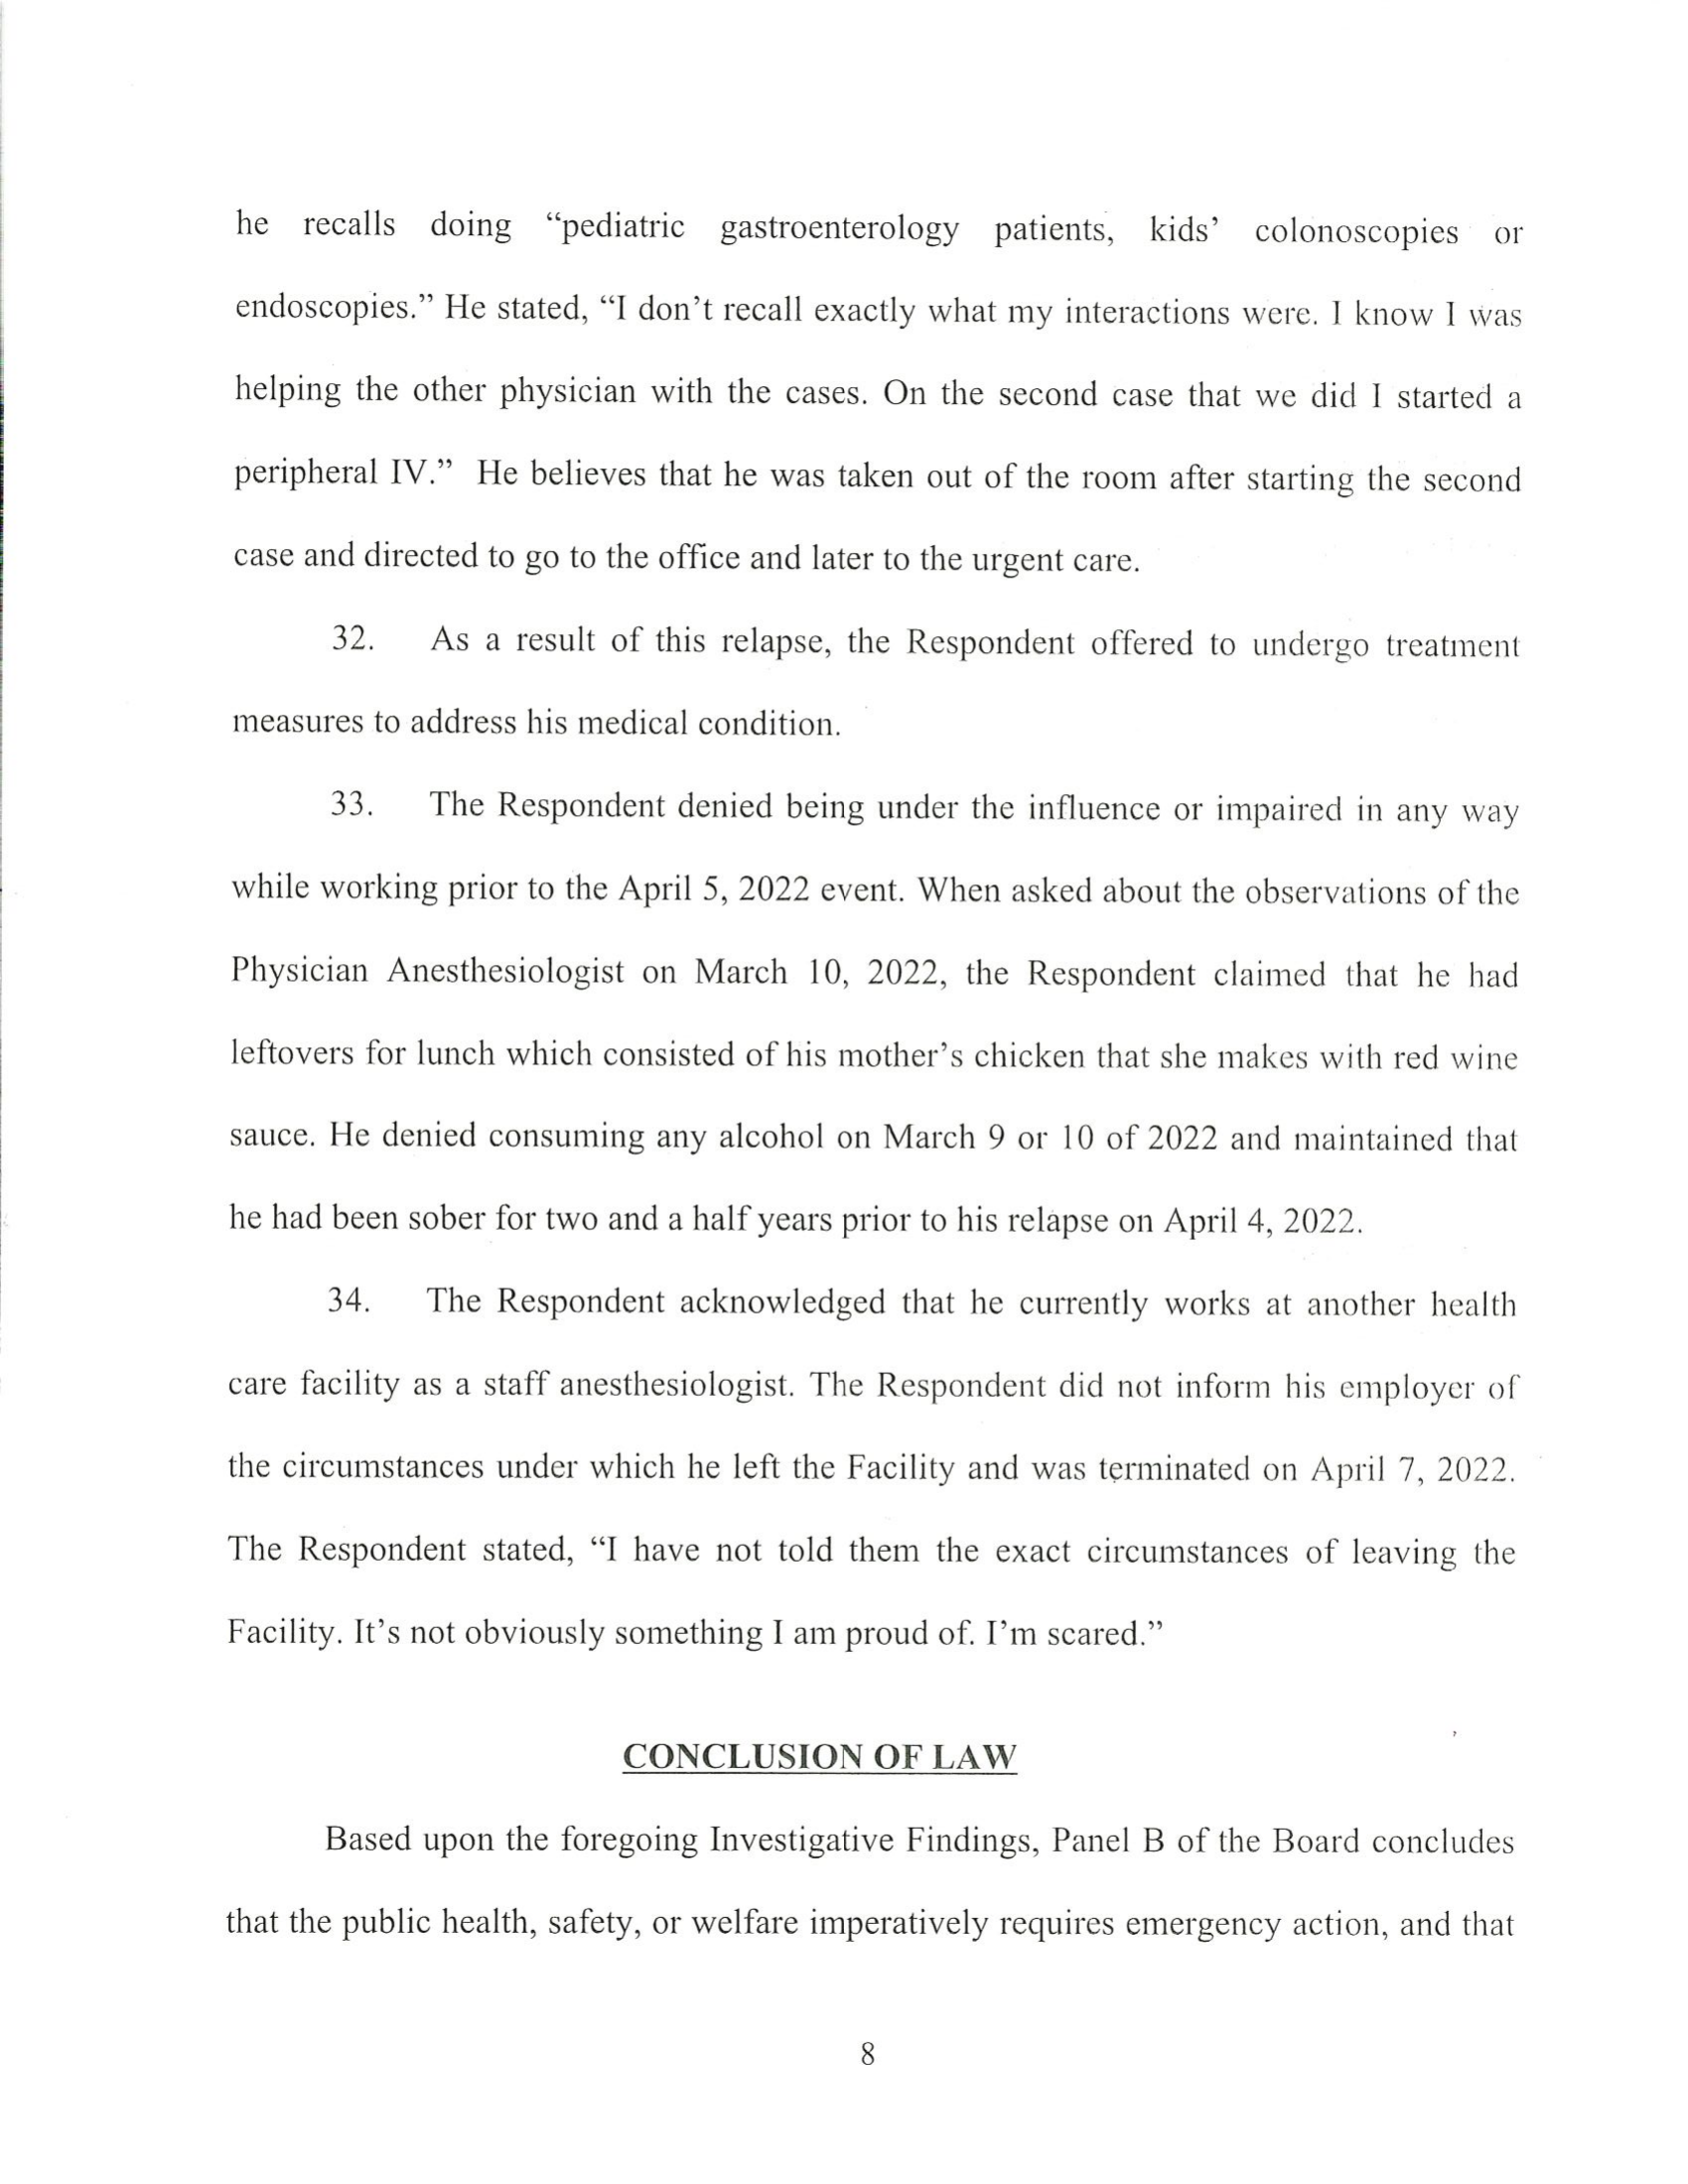 he recalls doing “pediatric gastroenterology patients, kids’ colonoscopies or
endoscopies.” He stated, “I don’t recall exactly what my interactions were. I know I was
helping the other physician with the cases. On the second case that we did I started a
peripheral IV.” He believes that he was taken out of the room after starting the second
case and directed to go to the office and later to the urgent care.
32. As a result of this relapse, the Respondent offered to undergo treatment
measures to address his medical condition.
33. The Respondent denied being under the influence or impaired in any way
while working prior to the April 5, 2022 event. When asked about the observations of the
Physician Anesthesiologist on March 10, 2022, the Respondent claimed that he had
leftovers for lunch which consisted of his mother’s chicken that she makes with red wine
sauce. He denied consuming any alcohol on March 9 or 10 of 2022 and maintained that
he had been sober for two and a half years prior to his relapse on April 4, 2022.
34. The Respondent acknowledged that he currently works at another health
care facility as a staff anesthesiologist. The Respondent did not inform his employer of
the circumstances under which he left the Facility and was terminated on April 7, 2022.
The Respondent stated, “I have not told them the exact circumstances of leaving the
Facility. It’s not obviously something I am proud of. I’m scared.”
CONCLUSION OF LAW
Based upon the foregoing Investigative Findings, Panel B of the Board concludes
that the public health, safety, or welfare imperatively requires emergency action, and that
8